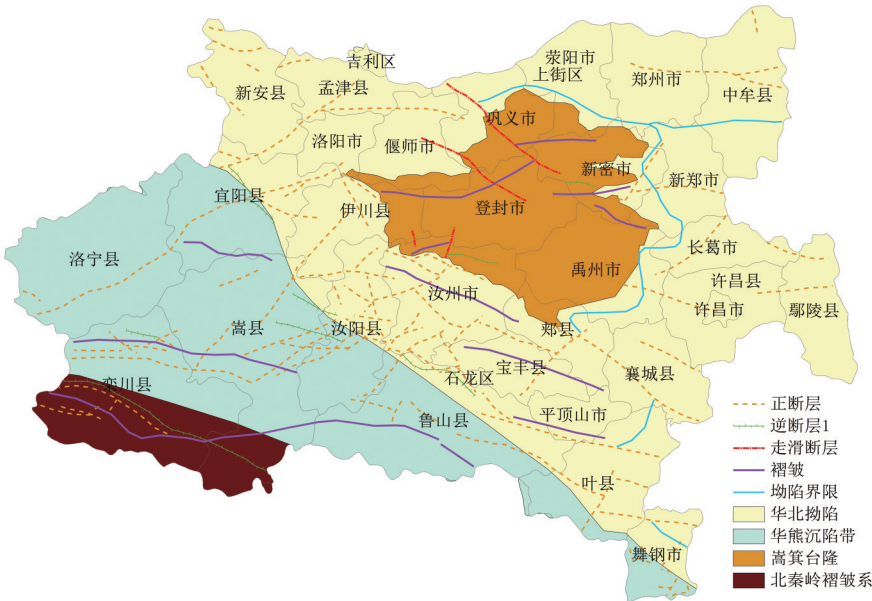 吉利区
荥阳市
上街区
郑州市
新安县
孟津县
中牟县
巩义市
洛阳市
偃师市
新密市
新郑市
宜阳县
伊川县
登封市
洛宁县
长葛市
禹州市
许昌县
汝州市
许昌市
鄢陵县
嵩县
汝阳县
郏县
栾川县
石龙区
宝丰县
襄城县
鲁山县
平顶山市
叶县
舞钢市
正断层
逆断层1
走滑断层
褶皱
坳陷界限
华北拗陷
华熊沉陷带
嵩箕台隆
北秦岭褶皱系